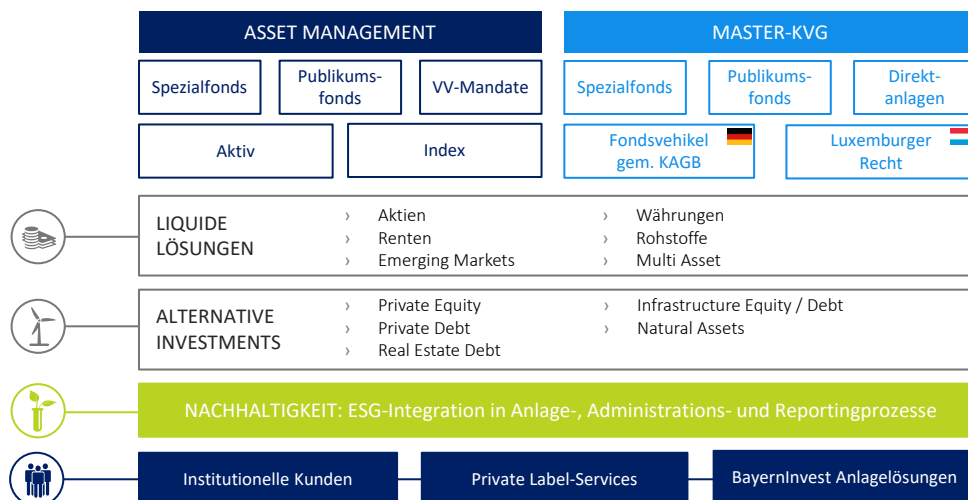 ASSET MANAGEMENT
MASTER-KVG
Spezialfonds
Publikums-
fonds
VV-Mandate
Spezialfonds
Publikums-
fonds
Direkt-
anlagen
Aktiv
Index
Fondsvehikel
gem. KAGB
Luxemburger
Recht
LIQUIDE
LÖSUNGEN
› Aktien
› Renten
› Emerging Markets
› Währungen
› Rohstoffe
› Multi Asset
ALTERNATIVE
INVESTMENTS
› Private Equity
› Private Debt
› Real Estate Debt
› Infrastructure Equity / Debt
› Natural Assets
NACHHALTIGKEIT: ESG-Integration in Anlage-, Administrations- und Reportingprozesse
Institutionelle Kunden
Private Label-Services
BayernInvest Anlagelösungen